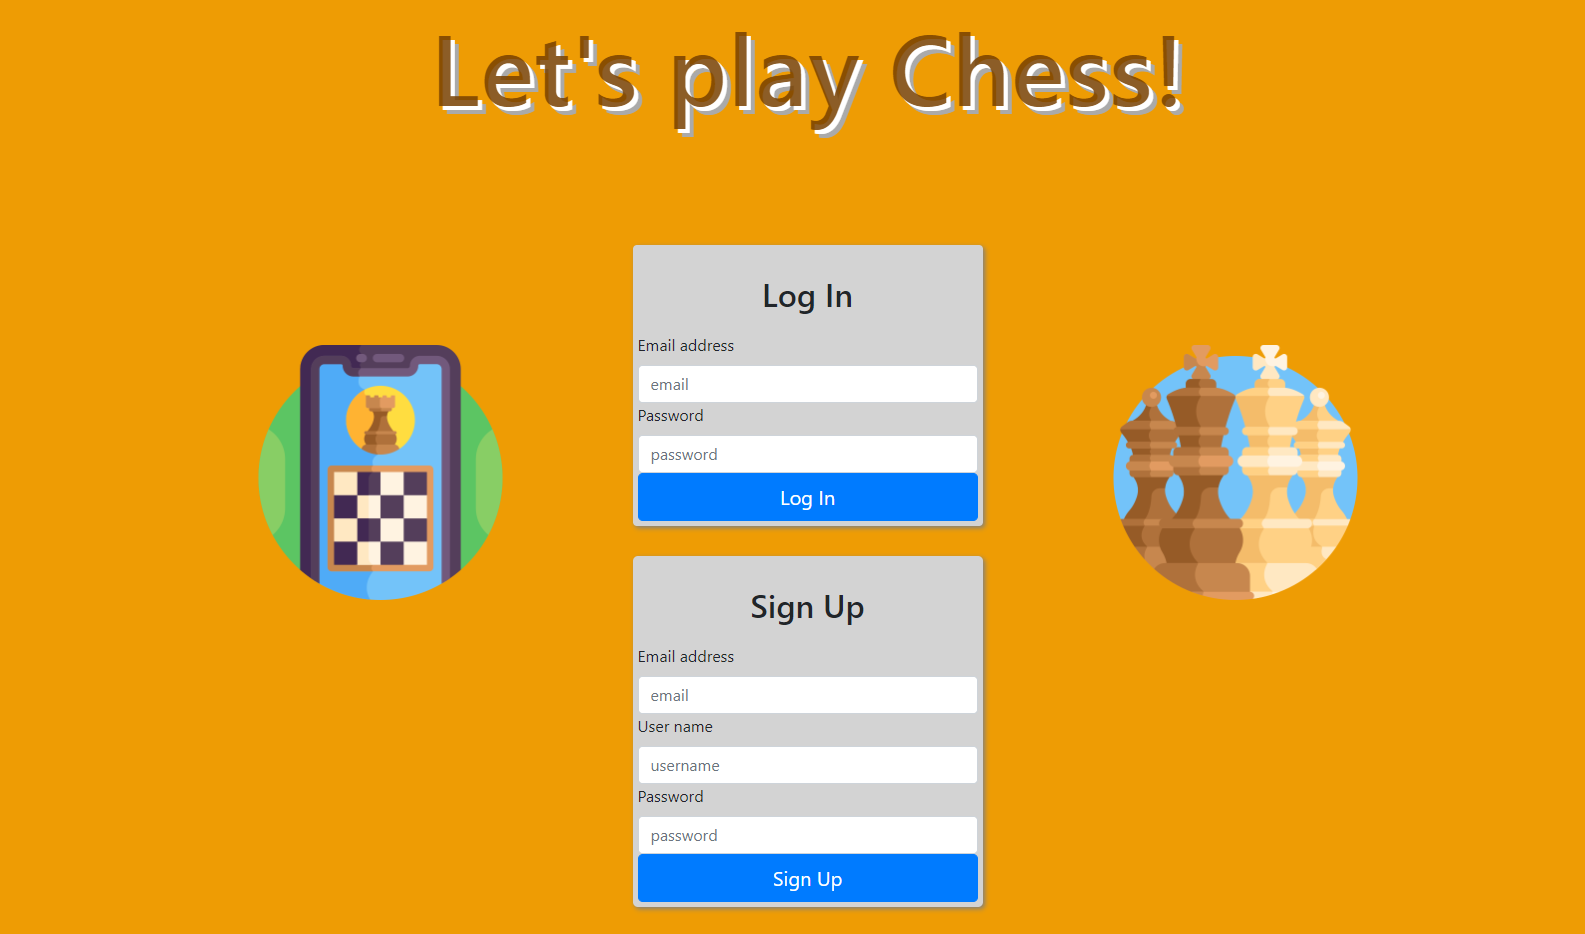 Let's play Chess!
Log In
Email address
email
Password
password
Log In
Sign Up
Email address
email
User name
username
Password
password
Sign Up